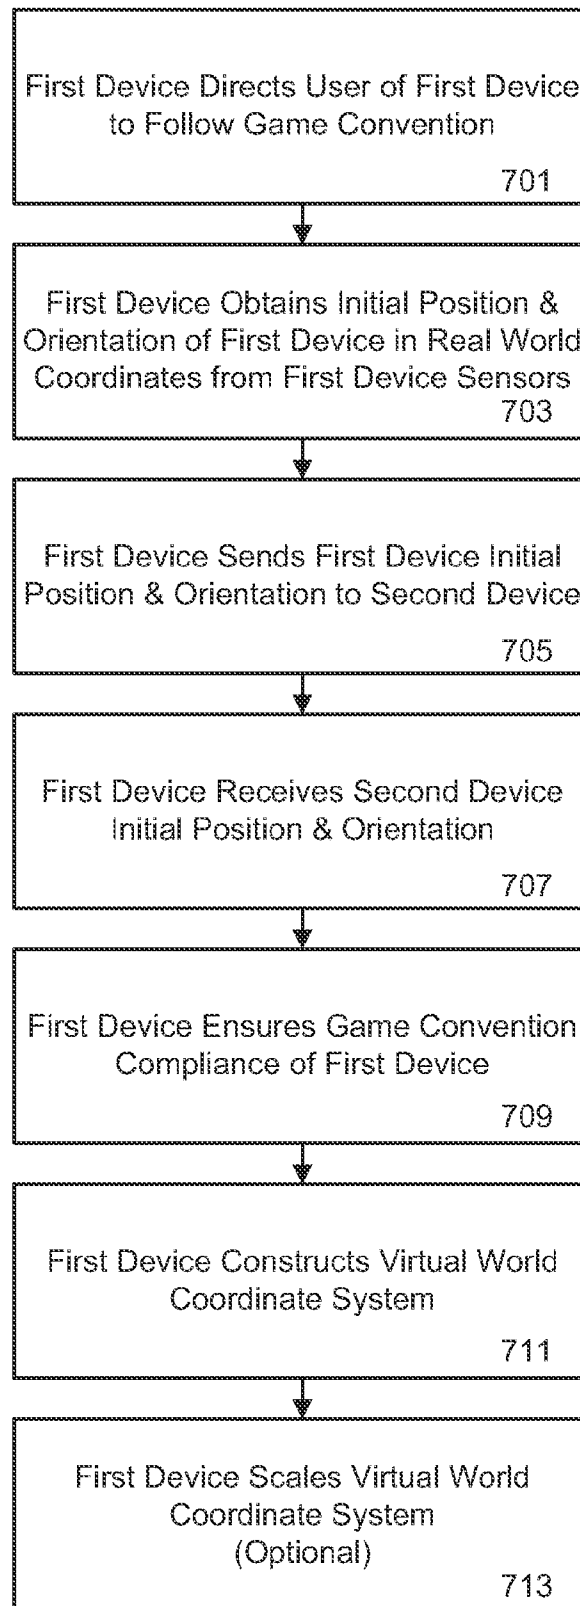 First Device Directs User of First Device
to Follow Game Convention
701
First Device Obtains Initial Position &
Orientation of First Device in Real World
Coordinates from First Device Sensors
703
First Device Sends First Device Initial
Position & Orientation to Second Device
705
First Device Receives Second Device
Initial Position & Orientation
707
First Device Ensures Game Convention
Compliance of First Device
709
First Device Constructs Virtual World
Coordinate System
711
First Device Scales Virtual World
Coordinate System
(Optional)
713